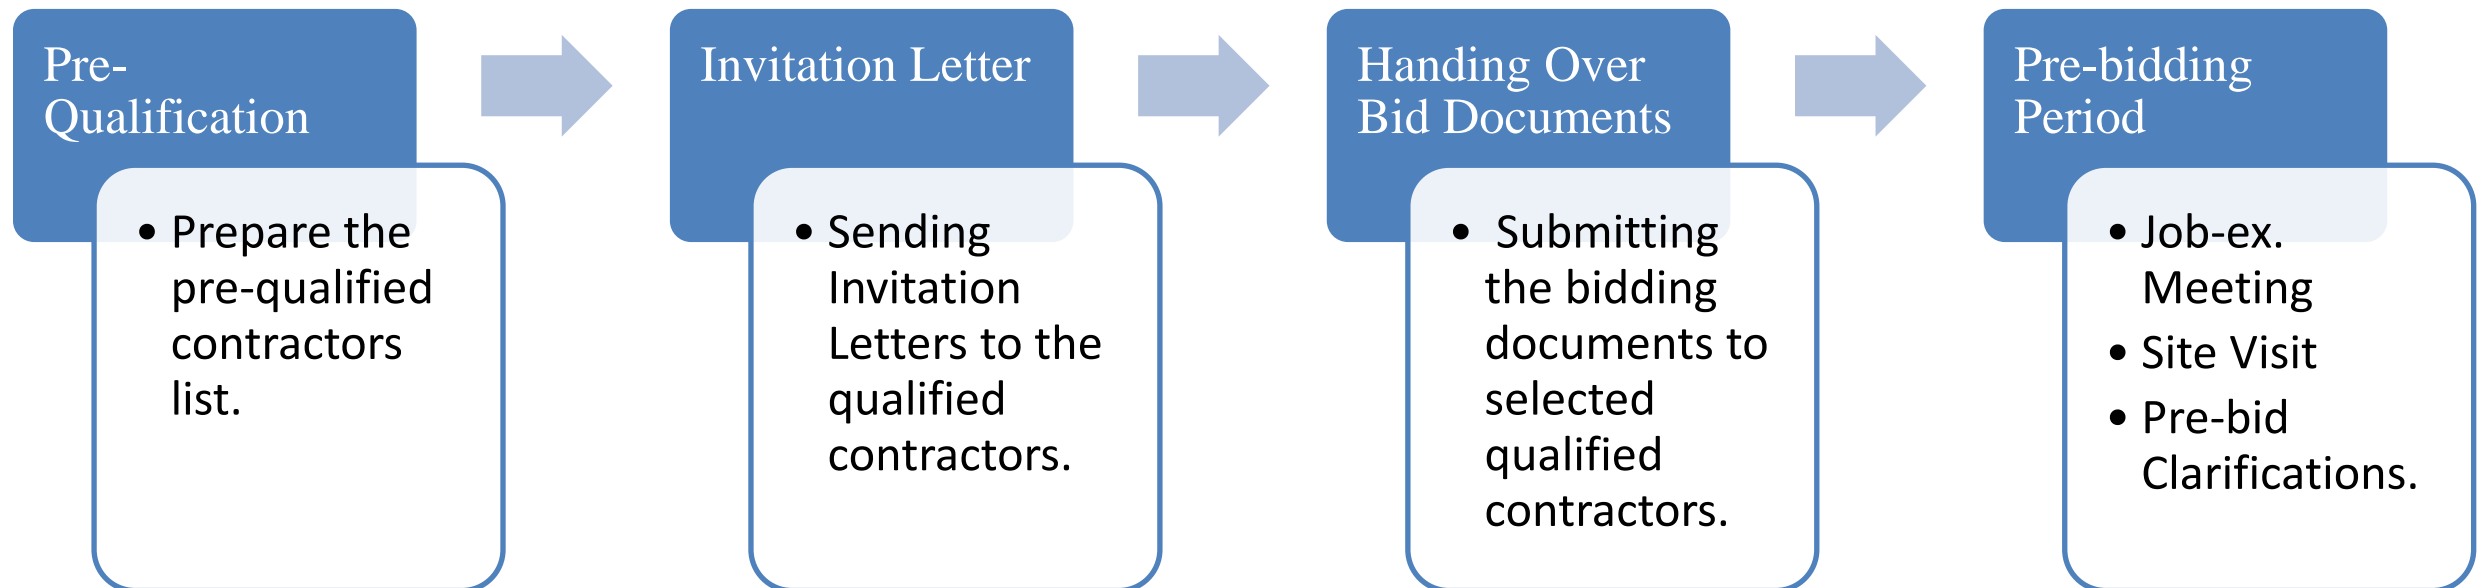 Pre-
Qualification
• Prepare the
pre-qualified
contractors
list.
Invitation Letter
• Sending
Invitation
Letters to the
qualified
contractors.
Handing Over
Bid Documents
• Submitting
the bidding
documents to
selected
qualified
contractors.
Pre-bidding
Period
• Job-ex.
Meeting
• Site Visit
• Pre-bid
Clarifications.